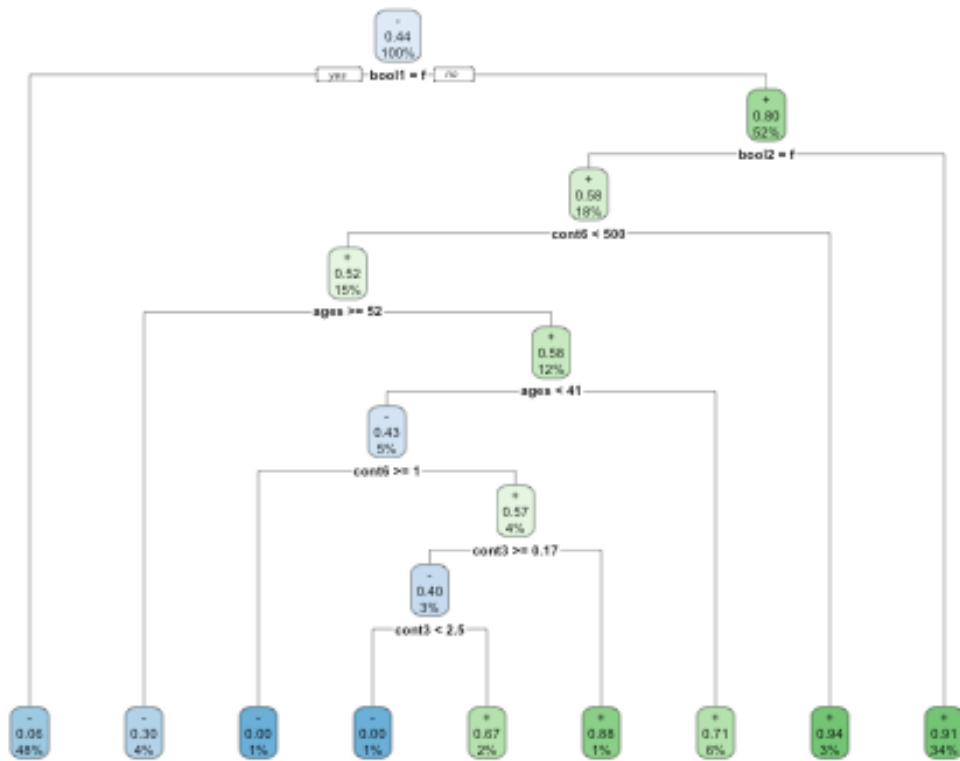 -
0.44
100%
yes bool1 = f no
+
0.80
52%
bool2 = f
+
0.58
18%
cont6 < 500
+
0.52
15%
ages >= 52
+
0.58
12%
ages < 41
-
0.43
5%
cont6 >= 1
+
0.57
4%
cont3 >= 0.17
-
0.40
3%
cont3 < 2.5
- - - - + + + + +
0.06 0.30 0.00 0.00 0.67 0.88 0.71 0.94 0.91
48% 4% 1% 1% 2% 1% 6% 3% 34%